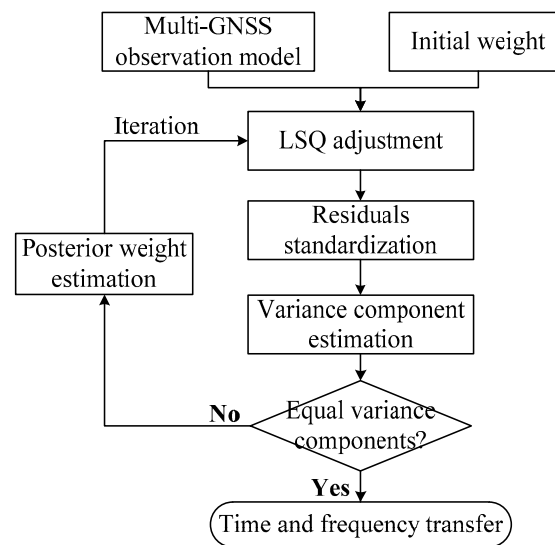 Multi-GNSS
observation model
Initial weight
Iteration
LSQ adjustment
Residuals
standardization
Posterior weight
estimation
Variance component
estimation
No
Equal variance
components?
Yes
Time and frequency transfer